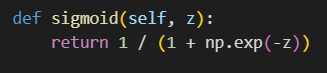 def sigmoid(self, z):
    return 1 / (1 + np.exp(-z))